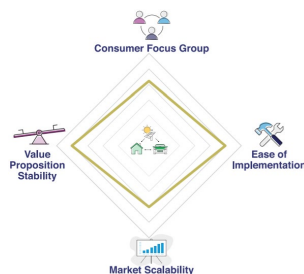 Consumer Focus Group
Value
Proposition
Stability
Ease of
Implementation
Market Scalability